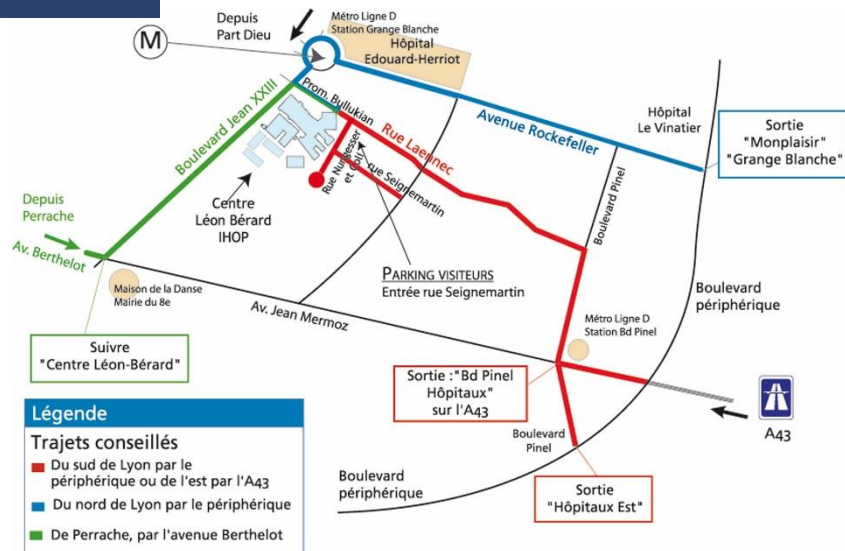 Depuis
Part Dieu
Métro Ligne D
Station Grange Blanche
M
Hôpital
Edouard-Herriot
Prom. Bullukian
Boulevard Jean XXIII
Avenue Rockefeller
Hôpital
Le Vinatier
Sortie
"Monplaisir"
"Grange Blanche"
Rue Laennec
Rue Nungesser
et Coli
rue Seignemartin
Boulevard Pinel
Centre
Léon Bérard
IHOP
Depuis
Perrache
Av. Berthelot
PARKING VISITEURS
Entrée rue Seignemartin
Maison de la Danse
Mairie du 8e
Av. Jean Mermoz
Boulevard
périphérique
Métro Ligne D
Station Bd Pinel
Suivre
"Centre Léon-Bérard"
Sortie :"Bd Pinel
Hôpitaux"
sur l'A43
A43
Boulevard
Pinel
Boulevard
périphérique
Sortie
"Hôpitaux Est"
Légende
Trajets conseillés
Du sud de Lyon par le
périphérique ou de l'est par l'A43
Du nord de Lyon par le périphérique
De Perrache, par l'avenue Berthelot